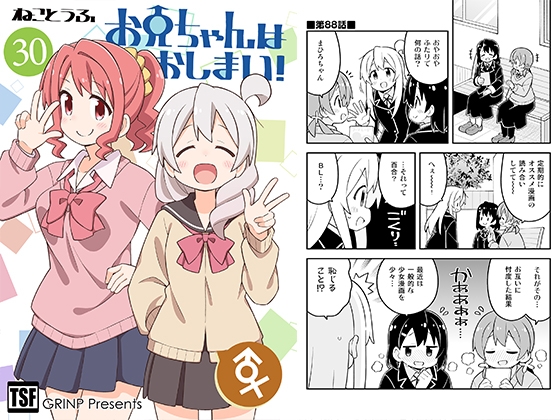 ねことうふ
30
お兄ちゃんは
おしまい！
TSF
GRINP Presents
■第88話■
おやおや
ふたりで
何の話？
まひろちゃん
定期的に
オススメ漫画の
読み合い
してて…
へぇ～～
…それって
百合？
BL…？
ニヤリ
それがその…
お互いに
忖度した結果
かあああぁ…
最近は
一般的な
少女漫画を
少々…
恥じる
こと!?